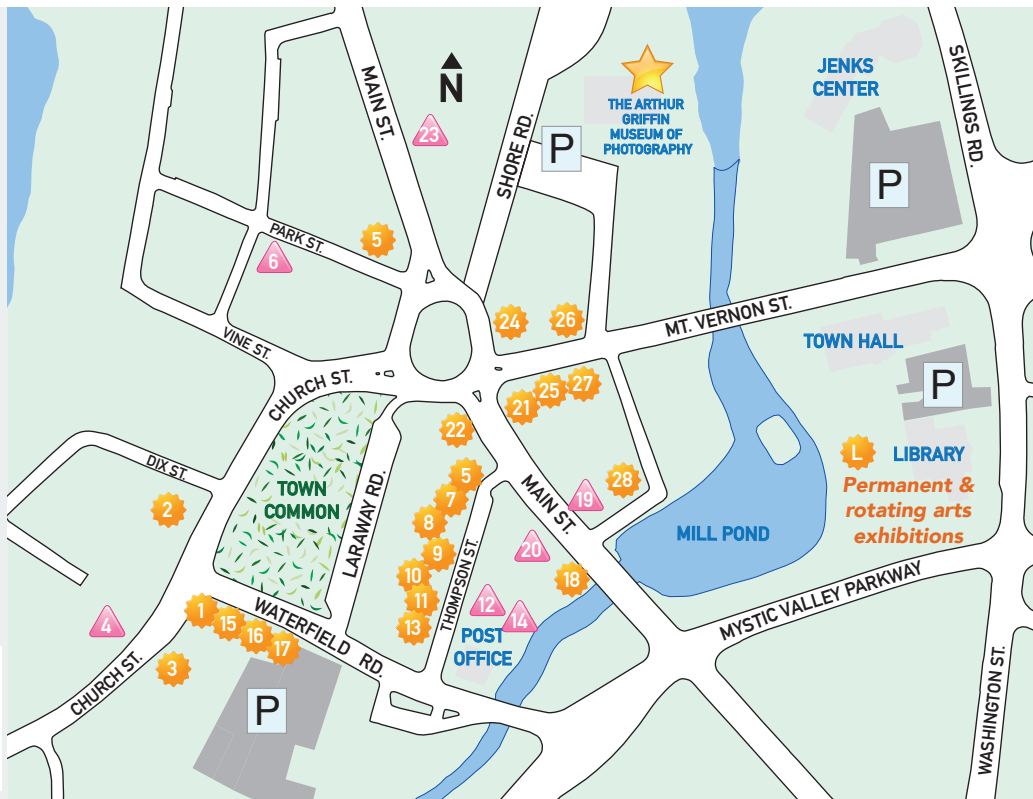 MAIN ST.
N
23
SHORE RD.
P
THE ARTHUR
GRIFFIN
MUSEUM OF
PHOTOGRAPHY
JENKS
CENTER
P
SKILLINGS RD.
PARK ST.
5
6
24
26
MT. VERNON ST.
VINE ST.
CHURCH ST.
TOWN HALL
P
21
25
27
22
L
LIBRARY
Permanent &
rotating arts
exhibitions
DIX ST.
2
TOWN
COMMON
LARAWAY RD.
5
7
8
9
10
11
13
THOMPSON ST.
MAIN ST.
19
28
20
18
MILL POND
12
14
POST
OFFICE
MYSTIC VALLEY PARKWAY
4
1
15
16
17
WATERFIELD RD.
3
CHURCH ST.
P
WASHINGTON ST.